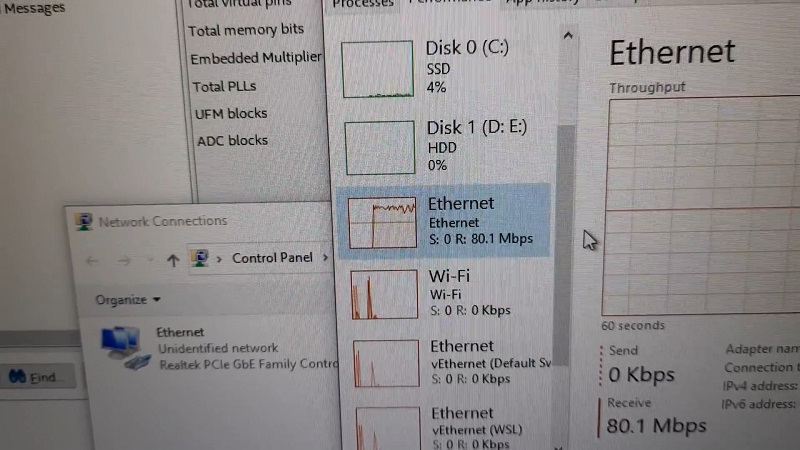 Messages
Total virtual pins
Total memory bits
Embedded Multiplier
Total PLLs
UFM blocks
ADC blocks
Processes
Performance
App history
Disk 0 (C:)
SSD
4%
Disk 1 (D: E:)
HDD
0%
Ethernet
Ethernet
S: 0 R: 80.1 Mbps
Wi-Fi
Wi-Fi
S: 0 R: 0 Kbps
Ethernet
vEthernet (Default Sw
S: 0 R: 0 Kbps
Ethernet
vEthernet (WSL)
S: 0 R: 0 Kbps
Ethernet
Throughput
60 seconds
Send
0 Kbps
Receive
80.1 Mbps
Adapter nam
Connection t
IPv4 address:
IPv6 address:
Network Connections
Control Panel
Organize
Ethernet
Unidentified network
Realtek PCIe GbE Family Contro
Find...